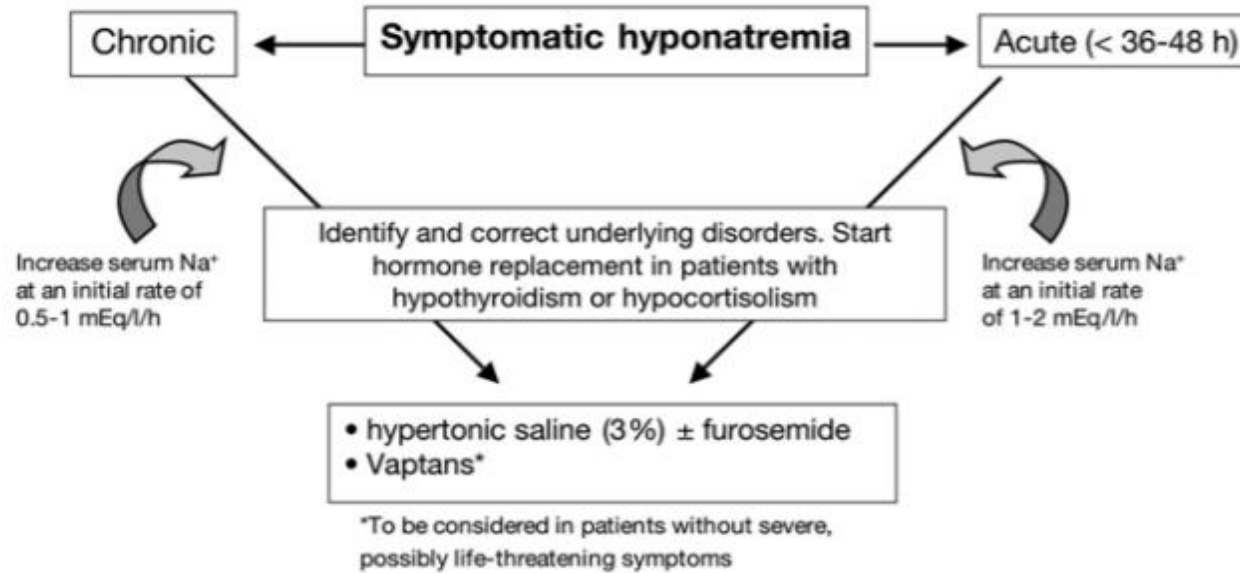 Chronic
Symptomatic hyponatremia
Acute (< 36-48 h)
Identify and correct underlying disorders. Start
hormone replacement in patients with
hypothyroidism or hypocortisolism
Increase serum Na⁺
at an initial rate of
0.5-1 mEq/l/h
Increase serum Na⁺
at an initial rate
of 1-2 mEq/l/h
• hypertonic saline (3%) ± furosemide
• Vaptans*
*To be considered in patients without severe,
possibly life-threatening symptoms